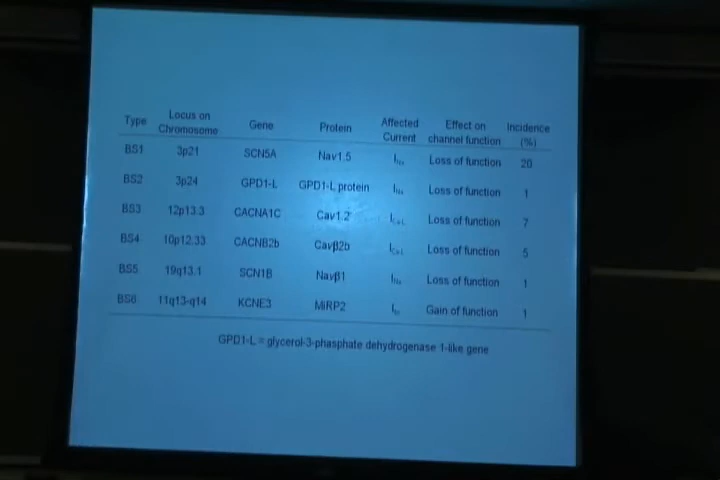 Type Locus on Chromosome Gene Protein Affected Current Effect on channel function Incidence (%)
BS1 3p21 SCN5A Nav1.5 INa Loss of function 20
BS2 3p24 GPD1-L GPD1-L protein INa Loss of function 1
BS3 12p13.3 CACNA1C Cav1.2 ICaL Loss of function 7
BS4 10p12.33 CACNB2b Cavβ2b ICaL Loss of function 5
BS5 19q13.1 SCN1B Navβ1 INa Loss of function 1
BS6 11q13-q14 KCNE3 MiRP2 Gain of function 1
GPD1-L = glycerol-3-phosphate dehydrogenase 1-like gene